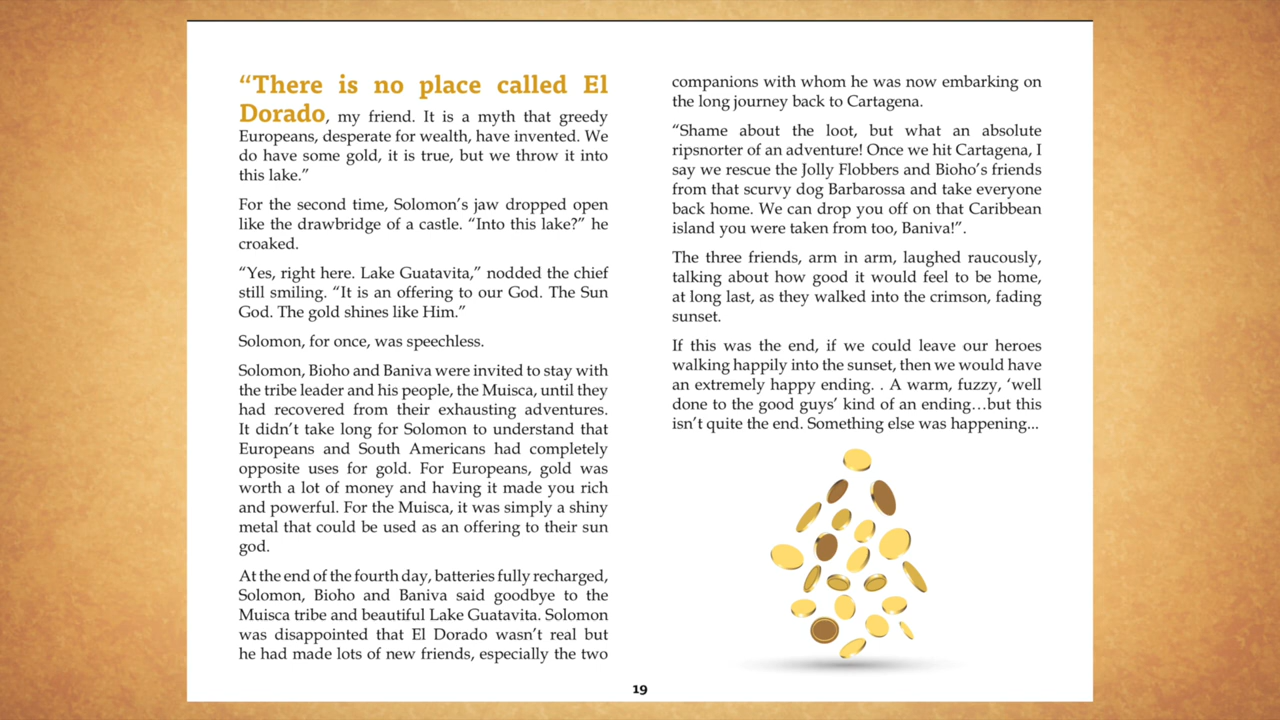 “There is no place called El
Dorado, my friend. It is a myth that greedy
Europeans, desperate for wealth, have invented. We
do have some gold, it is true, but we throw it into
this lake.”
For the second time, Solomon’s jaw dropped open
like the drawbridge of a castle. “Into this lake?” he
croaked.
“Yes, right here. Lake Guatavita,” nodded the chief
still smiling. “It is an offering to our God. The Sun
God. The gold shines like Him.”
Solomon, for once, was speechless.
Solomon, Bioho and Baniva were invited to stay with
the tribe leader and his people, the Muisca, until they
had recovered from their exhausting adventures.
It didn’t take long for Solomon to understand that
Europeans and South Americans had completely
opposite uses for gold. For Europeans, gold was
worth a lot of money and having it made you rich
and powerful. For the Muisca, it was simply a shiny
metal that could be used as an offering to their sun
god.
At the end of the fourth day, batteries fully recharged,
Solomon, Bioho and Baniva said goodbye to the
Muisca tribe and beautiful Lake Guatavita. Solomon
was disappointed that El Dorado wasn’t real but
he had made lots of new friends, especially the two
companions with whom he was now embarking on
the long journey back to Cartagena.
“Shame about the loot, but what an absolute
ripsnorter of an adventure! Once we hit Cartagena, I
say we rescue the Jolly Flobbers and Bioho’s friends
from that scurvy dog Barbarossa and take everyone
back home. We can drop you off on that Caribbean
island you were taken from too, Baniva!”.
The three friends, arm in arm, laughed raucously,
talking about how good it would feel to be home,
at long last, as they walked into the crimson, fading
sunset.
If this was the end, if we could leave our heroes
walking happily into the sunset, then we would have
an extremely happy ending. . A warm, fuzzy, ‘well
done to the good guys’ kind of an ending…but this
isn’t quite the end. Something else was happening...
19